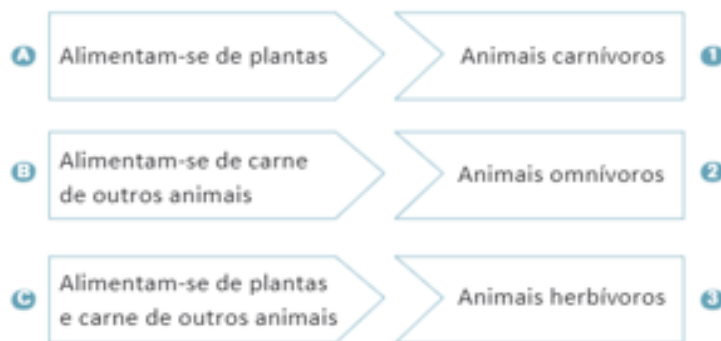 A Alimentam-se de plantas Animais carnívoros 1
B Alimentam-se de carne
de outros animais Animais omnívoros 2
C Alimentam-se de plantas
e carne de outros animais Animais herbívoros 3